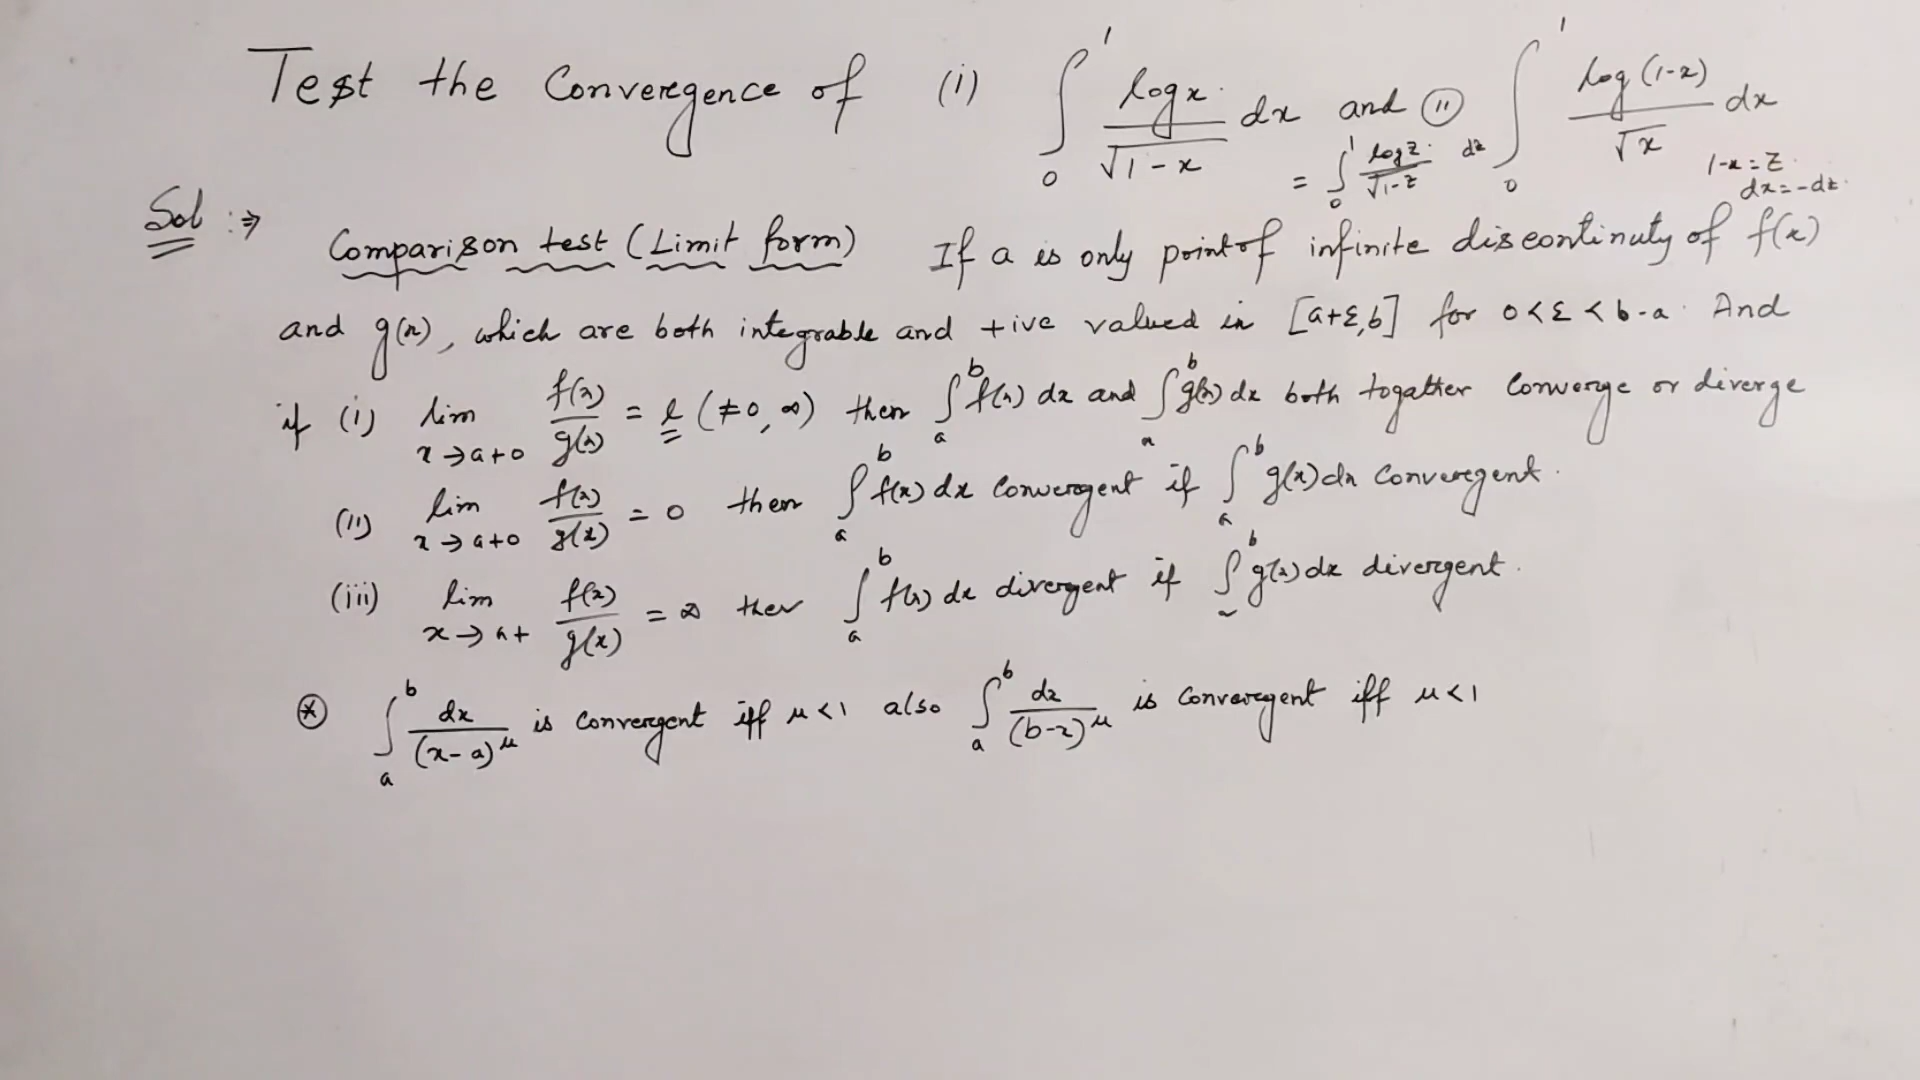 Test the Convergence of (i) ∫₀¹ log x / √(1-x) dx and (ii) ∫₀¹ log (1-x) / √x dx
= ∫₀¹ log z / √(1-z) dz
1-x = z
dx = -dz
Sol :⇒
Comparison test (Limit form) If a is only point of infinite discontinuty of f(x)
and g(x), which are both integrable and +ive valued in [a+ε,b] for 0<ε<b-a. And
if (i) lim x→a+0 f(x)/g(x) = l (≠0, ∞) then ∫ₐᵇ f(x) dx and ∫ₐᵇ g(x) dx both togather Converge or diverge
(ii) lim x→a+0 f(x)/g(x) = 0 then ∫ₐᵇ f(x) dx Convergent if ∫ₐᵇ g(x) dx Convergent.
(iii) lim x→a+ f(x)/g(x) = ∞ then ∫ₐᵇ f(x) dx divergent if ∫ₐᵇ g(x) dx divergent.
⊛ ∫ₐᵇ dx/(x-a)^μ is Convergent iff μ<1 also ∫ₐᵇ dx/(b-x)^μ is Convergent iff μ<1